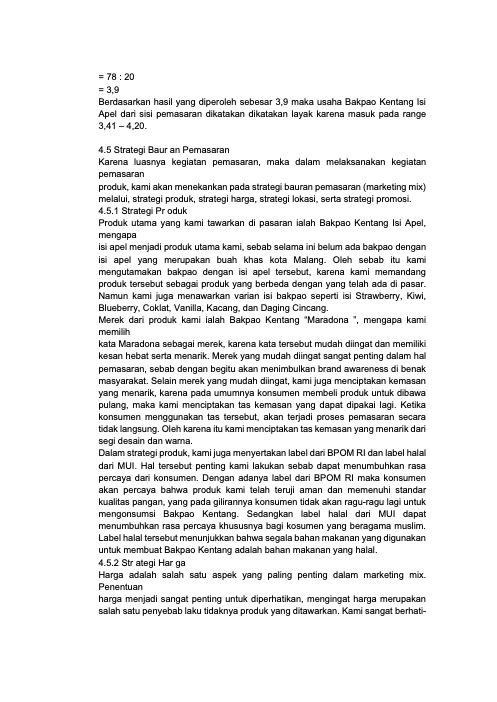 = 78 : 20
= 3,9
Berdasarkan hasil yang diperoleh sebesar 3,9 maka usaha Bakpao Kentang Isi
Apel dari sisi pemasaran dikatakan dikatakan layak karena masuk pada range
3,41 – 4,20.
4.5 Strategi Baur an Pemasaran
Karena luasnya kegiatan pemasaran, maka dalam melaksanakan kegiatan
pemasaran
produk, kami akan menekankan pada strategi bauran pemasaran (marketing mix)
melalui, strategi produk, strategi harga, strategi lokasi, serta strategi promosi.
4.5.1 Strategi Pr oduk
Produk utama yang kami tawarkan di pasaran ialah Bakpao Kentang Isi Apel,
mengapa
isi apel menjadi produk utama kami, sebab selama ini belum ada bakpao dengan
isi apel yang merupakan buah khas kota Malang. Oleh sebab itu kami
mengutamakan bakpao dengan isi apel tersebut, karena kami memandang
produk tersebut sebagai produk yang berbeda dengan yang telah ada di pasar.
Namun kami juga menawarkan varian isi bakpao seperti isi Strawberry, Kiwi,
Blueberry, Coklat, Vanilla, Kacang, dan Daging Cincang.
Merek dari produk kami ialah Bakpao Kentang “Maradona ”, mengapa kami
memilih
kata Maradona sebagai merek, karena kata tersebut mudah diingat dan memiliki
kesan hebat serta menarik. Merek yang mudah diingat sangat penting dalam hal
pemasaran, sebab dengan begitu akan menimbulkan brand awareness di benak
masyarakat. Selain merek yang mudah diingat, kami juga menciptakan kemasan
yang menarik, karena pada umumnya konsumen membeli produk untuk dibawa
pulang, maka kami menciptakan tas kemasan yang dapat dipakai lagi. Ketika
konsumen menggunakan tas tersebut, akan terjadi proses pemasaran secara
tidak langsung. Oleh karena itu kami menciptakan tas kemasan yang menarik dari
segi desain dan warna.
Dalam strategi produk, kami juga menyertakan label dari BPOM RI dan label halal
dari MUI. Hal tersebut penting kami lakukan sebab dapat menumbuhkan rasa
percaya dari konsumen. Dengan adanya label dari BPOM RI maka konsumen
akan percaya bahwa produk kami telah teruji aman dan memenuhi standar
kualitas pangan, yang pada gilirannya konsumen tidak akan ragu-ragu lagi untuk
mengonsumsi Bakpao Kentang. Sedangkan label halal dari MUI dapat
menumbuhkan rasa percaya khususnya bagi kosumen yang beragama muslim.
Label halal tersebut menunjukkan bahwa segala bahan makanan yang digunakan
untuk membuat Bakpao Kentang adalah bahan makanan yang halal.
4.5.2 Str ategi Har ga
Harga adalah salah satu aspek yang paling penting dalam marketing mix.
Penentuan
harga menjadi sangat penting untuk diperhatikan, mengingat harga merupakan
salah satu penyebab laku tidaknya produk yang ditawarkan. Kami sangat berhati-